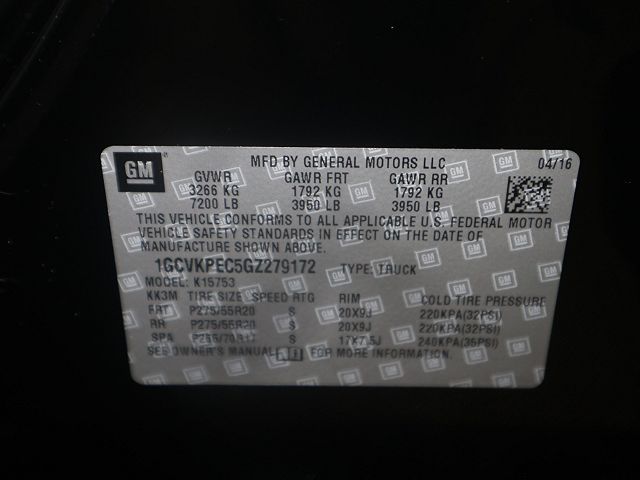 GM
MFD BY GENERAL MOTORS LLC 04/16
GVWR GAWR FRT GAWR RR
3266 KG 1792 KG 1792 KG
7200 LB 3950 LB 3950 LB
THIS VEHICLE CONFORMS TO ALL APPLICABLE U.S. FEDERAL MOTOR
VEHICLE SAFETY STANDARDS IN EFFECT ON THE DATE OF
MANUFACTURE SHOWN ABOVE.
1GCVKPEC5GZ279172 TYPE: TRUCK
MODEL: K15753
KK3M TIRE SIZE SPEED RTG RIM COLD TIRE PRESSURE
FRT P275/55R20 S 20X9J 220KPA(32PSI)
RR P275/55R20 S 20X9J 220KPA(32PSI)
SPA P255/70R17 S 17X7.5J 240KPA(35PSI)
SEE OWNER'S MANUAL FOR MORE INFORMATION.